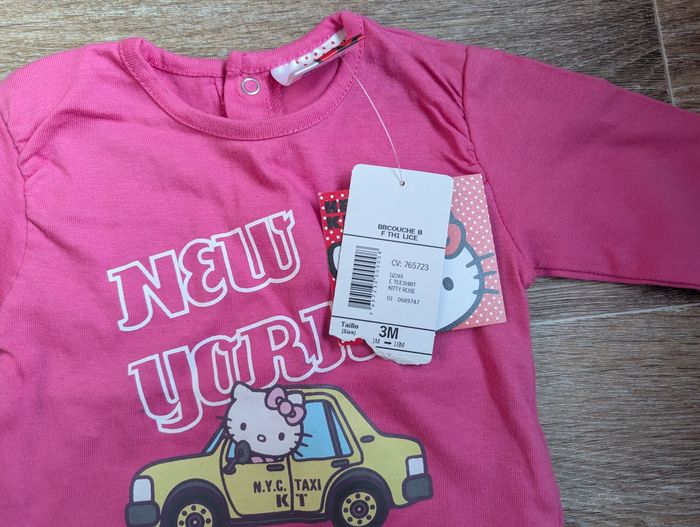 NEW
YORK
BBCOUCHE B
F TH1 LICE
CV: 765723
OZ249
E TEESHIRT
KITTY ROSE
01 0689747
Taille
(Size)
3M
1M - 18M
N.Y.C. TAXI
KT